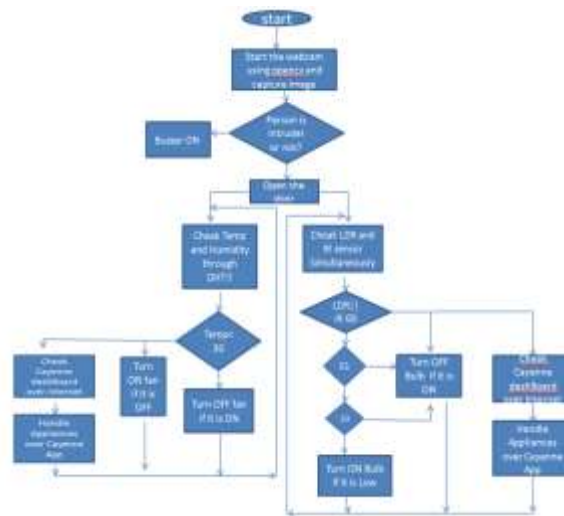 start
Start the webcam
using opencv and
capture image
Person is
intruder
or not?
Buzzer ON
Open the
door
Check Temp
and Humidity
through
Check LDR and
IR sensor
simultaneously
Temp>
30
Check
Cayenne
dashboard
over Internet
Turn
ON fan
if it is
OFF
Turn OFF fan
if it is ON
Handle
Appliances
over Cayenne
App
Turn OFF
Bulb if it is
ON
Check
Cayenne
dashboard
over Internet
Handle
Appliances
over Cayenne
App
Turn ON Bulb
if it is Low